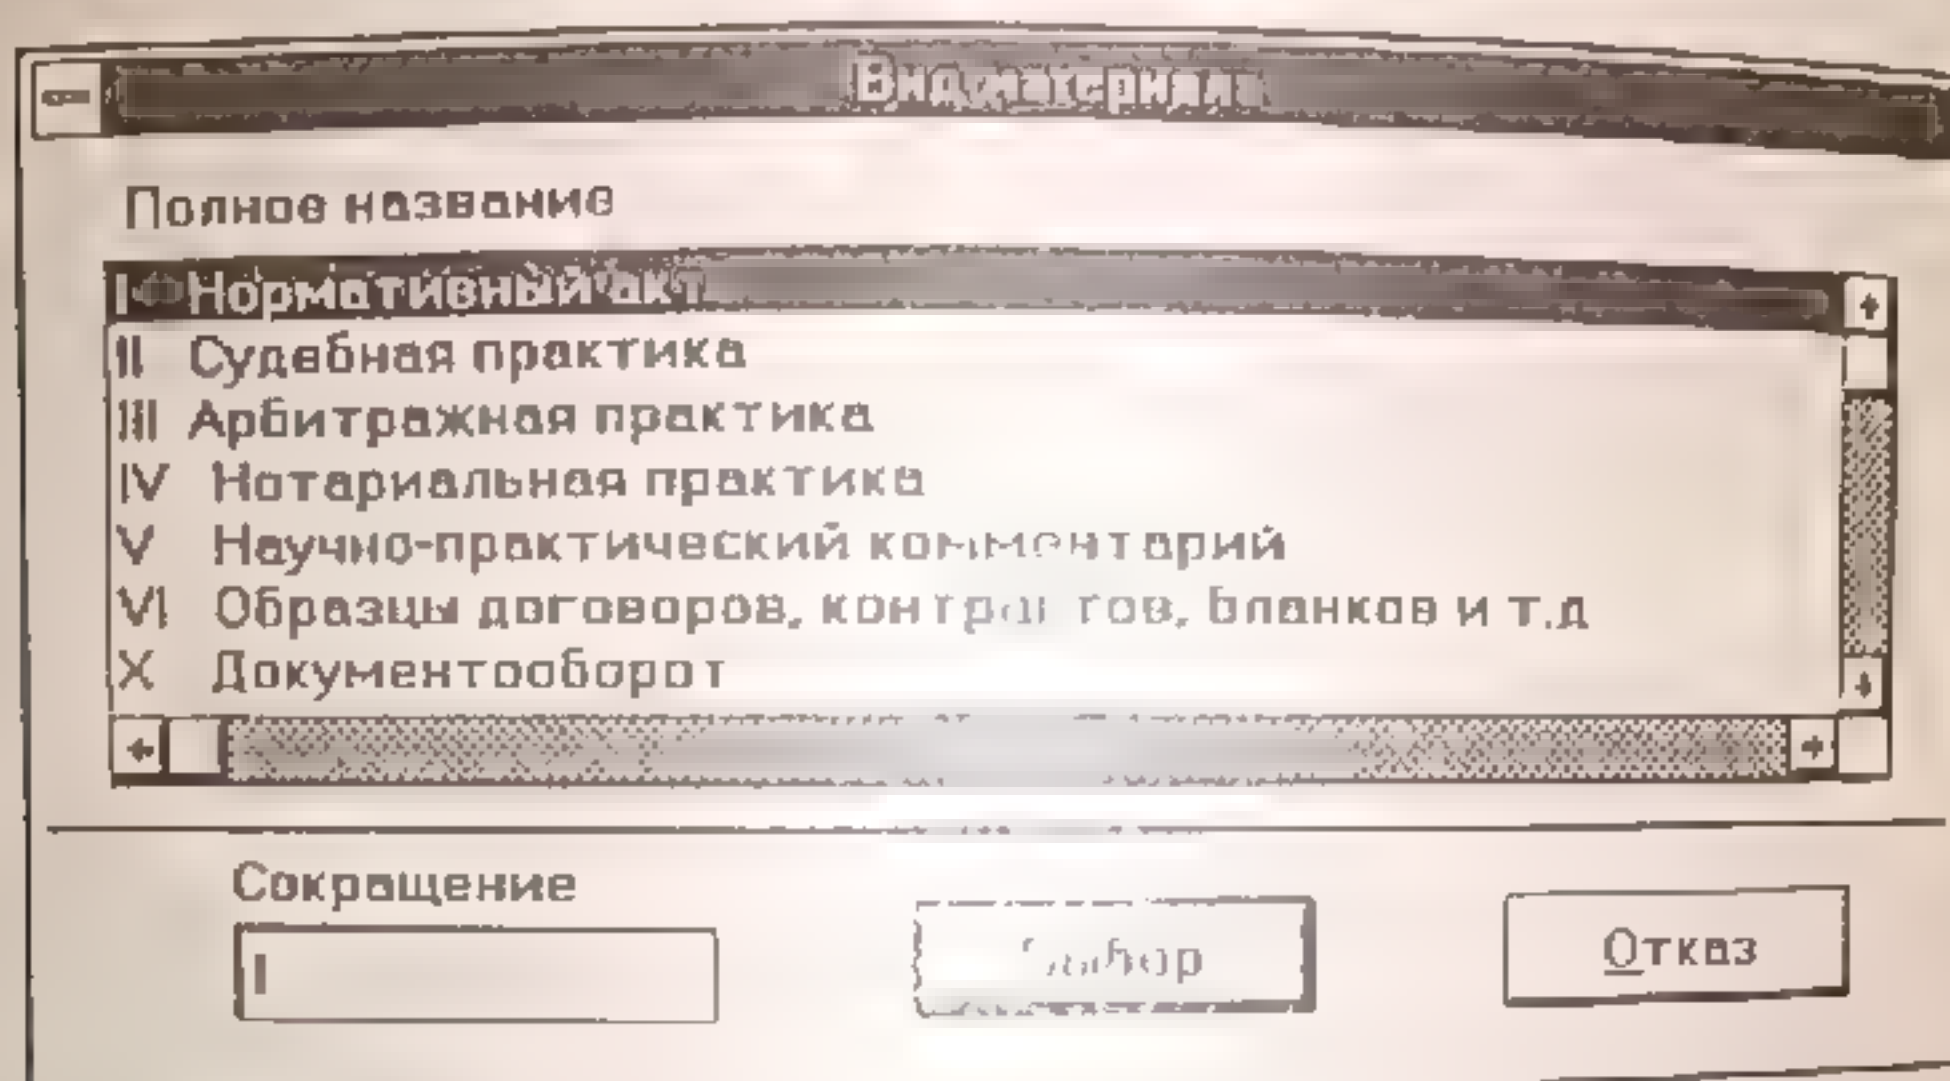 Вид материала
Полное название
I Нормативный акт
II Судебная практика
III Арбитражная практика
IV Нотариальная практика
V Научно-практический комментарий
VI Образцы договоров, контрактов, бланков и т.д
X Документооборот
Сокращение
I
Выбор
Отказ